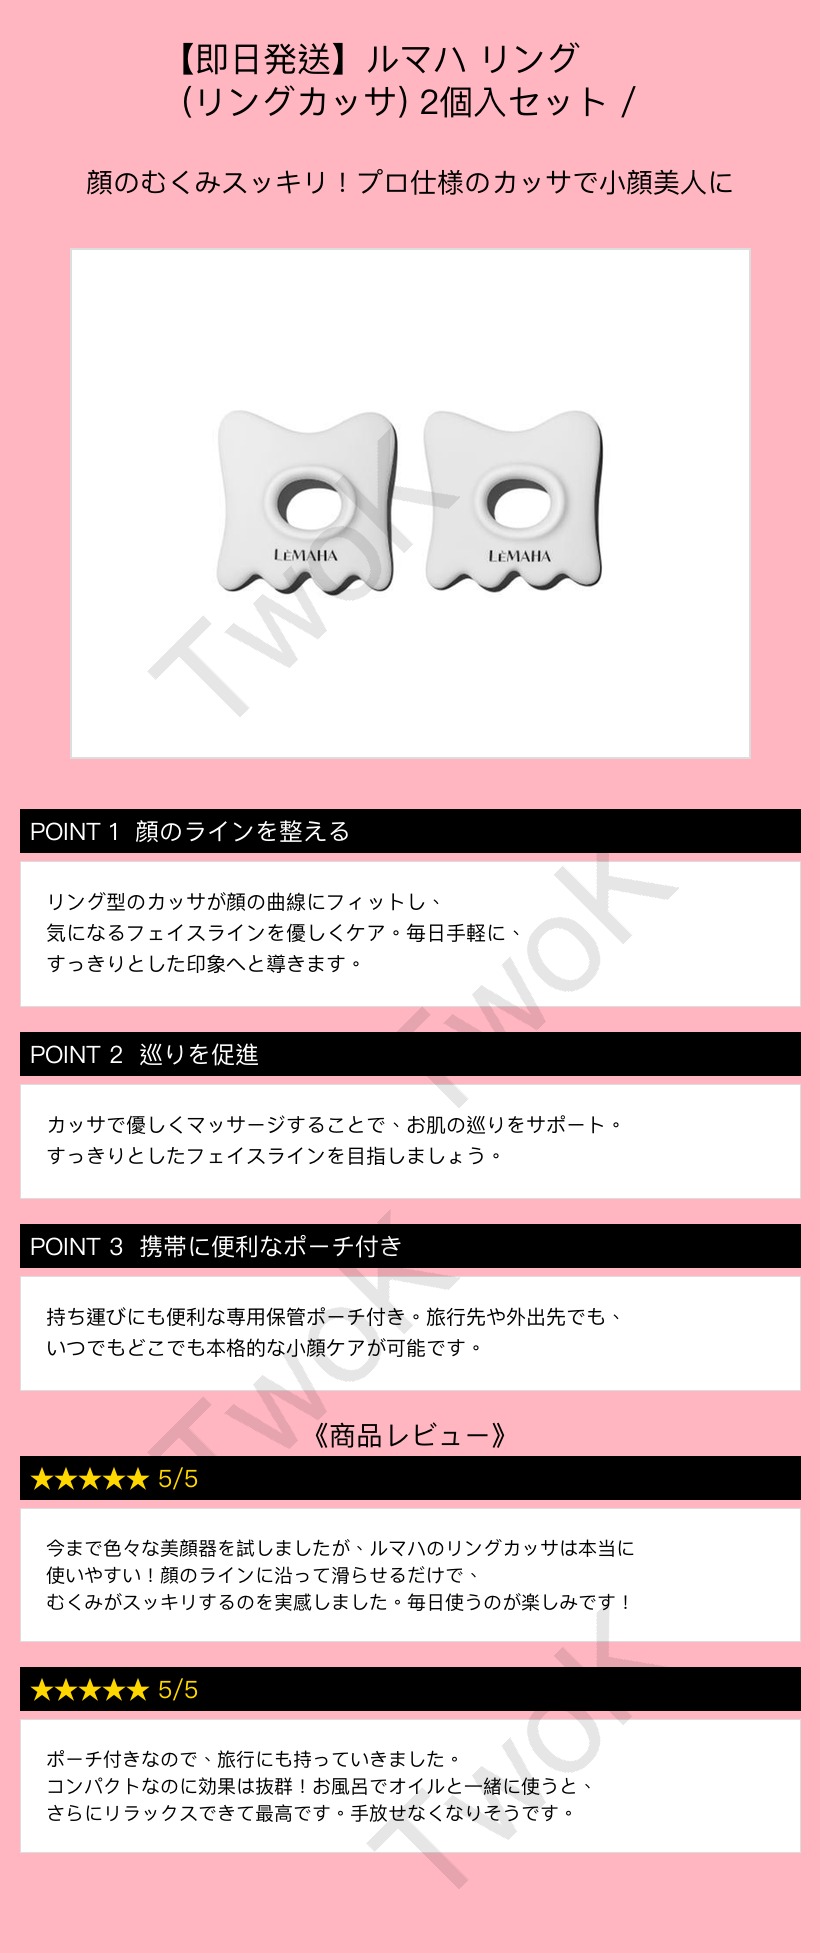 【即日発送】ルマハ リング
(リングカッサ) 2個入セット /
顔のむくみスッキリ！プロ仕様のカッサで小顔美人に
LÈMAHA
LÈMAHA
TwoK
POINT 1 顔のラインを整える
リング型のカッサが顔の曲線にフィットし、
気になるフェイスラインを優しくケア。毎日手軽に、
すっきりとした印象へと導きます。
TwoK
POINT 2 巡りを促進
カッサで優しくマッサージすることで、お肌の巡りをサポート。
すっきりとしたフェイスラインを目指しましょう。
POINT 3 携帯に便利なポーチ付き
持ち運びにも便利な専用保管ポーチ付き。旅行先や外出先でも、
いつでもどこでも本格的な小顔ケアが可能です。
TwoK
《商品レビュー》
★★★★★ 5/5
今まで色々な美顔器を試しましたが、ルマハのリングカッサは本当に
使いやすい！顔のラインに沿って滑らせるだけで、
むくみがスッキリするのを実感しました。毎日使うのが楽しみです！
★★★★★ 5/5
ポーチ付きなので、旅行にも持っていきました。
コンパクトなのに効果は抜群！お風呂でオイルと一緒に使うと、
さらにリラックスできて最高です。手放せなくなりそうです。
TwoK